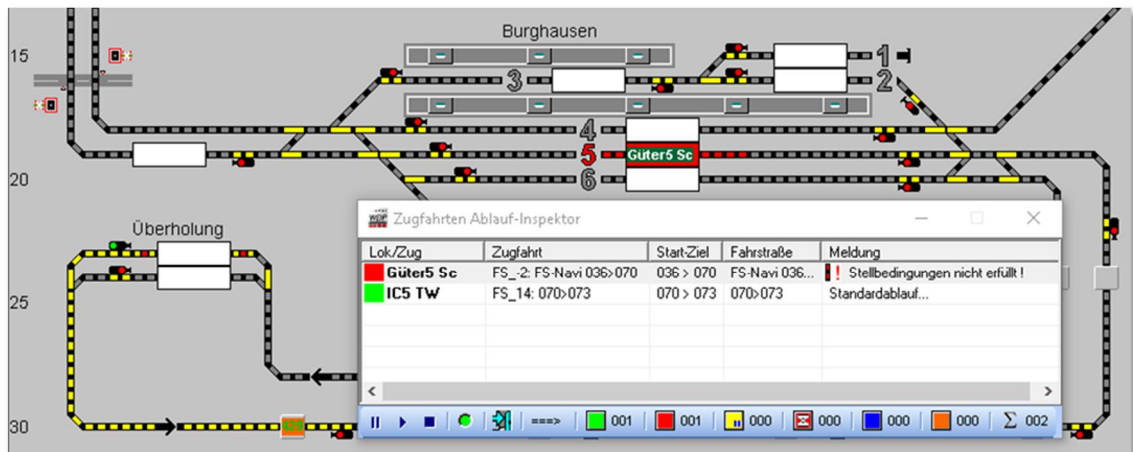 Burghausen
15
1
3
2
4
5
Güter5 Sc
6
20
Zugfahrten Ablauf-Inspektor
Überholung
Lok/Zug Zugfahrt Start-Ziel Fahrstraße Meldung
Güter5 Sc FS_-2: FS-Navi 036>070 036 > 070 FS-Navi 036... ! Stellbedingungen nicht erfüllt !
IC5 TW FS_14: 070>073 070 > 073 070>073 Standardablauf...
25
30
===> 001 001 000 000 000 000 Σ 002